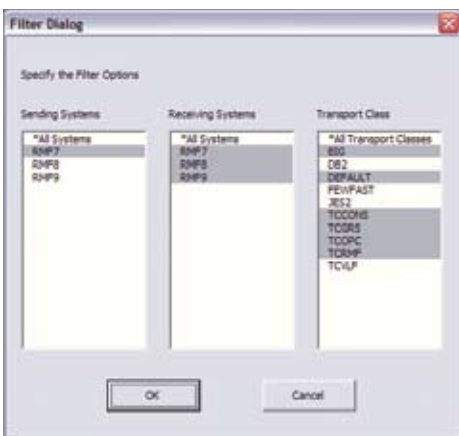 Filter Dialog
Specify the Filter Options
Sending Systems
*All Systems
RMF7
RMF8
RMF9
Receiving Systems
*All Systems
RMF7
RMF8
RMF9
Transport Class
*All Transport Classes
BIG
DB2
DEFAULT
FEWFAST
JES2
TCCONS
TCGRS
TCOPC
TCRMF
TCVLF
OK
Cancel